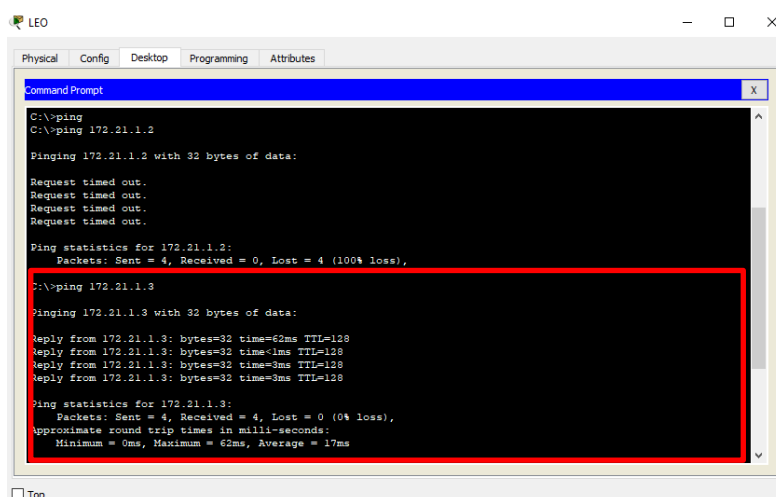 LEO
Physical Config Desktop Programming Attributes
Command Prompt X
C:\>ping
C:\>ping 172.21.1.2
Pinging 172.21.1.2 with 32 bytes of data:
Request timed out.
Request timed out.
Request timed out.
Request timed out.
Ping statistics for 172.21.1.2:
Packets: Sent = 4, Received = 0, Lost = 4 (100% loss),
C:\>ping 172.21.1.3
Pinging 172.21.1.3 with 32 bytes of data:
Reply from 172.21.1.3: bytes=32 time=62ms TTL=128
Reply from 172.21.1.3: bytes=32 time<1ms TTL=128
Reply from 172.21.1.3: bytes=32 time=3ms TTL=128
Reply from 172.21.1.3: bytes=32 time=3ms TTL=128
Ping statistics for 172.21.1.3:
Packets: Sent = 4, Received = 4, Lost = 0 (0% loss),
Approximate round trip times in milli-seconds:
Minimum = 0ms, Maximum = 62ms, Average = 17ms
Top